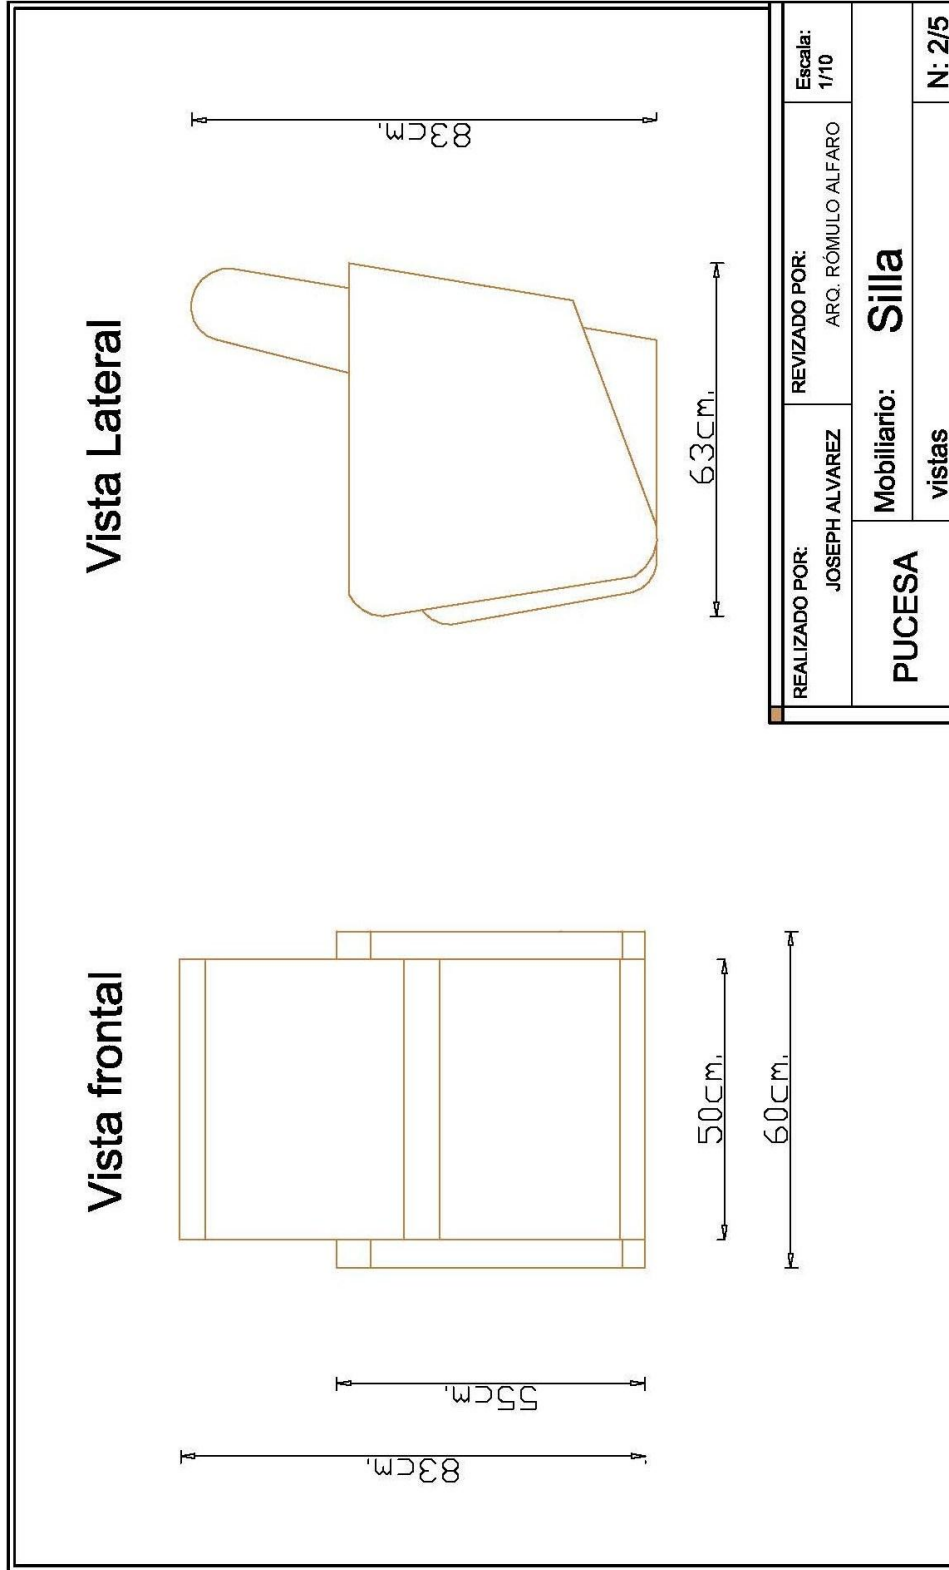 Vista frontal
Vista Lateral
83cm.
55cm.
50cm.
60cm.
83cm.
63cm.
REALIZADO POR:
JOSEPH ALVAREZ
REVIZADO POR:
ARQ. RÓMULO ALFARO
Escala:
1/10
PUCESA
Mobiliario: Silla
vistas
N: 2/5